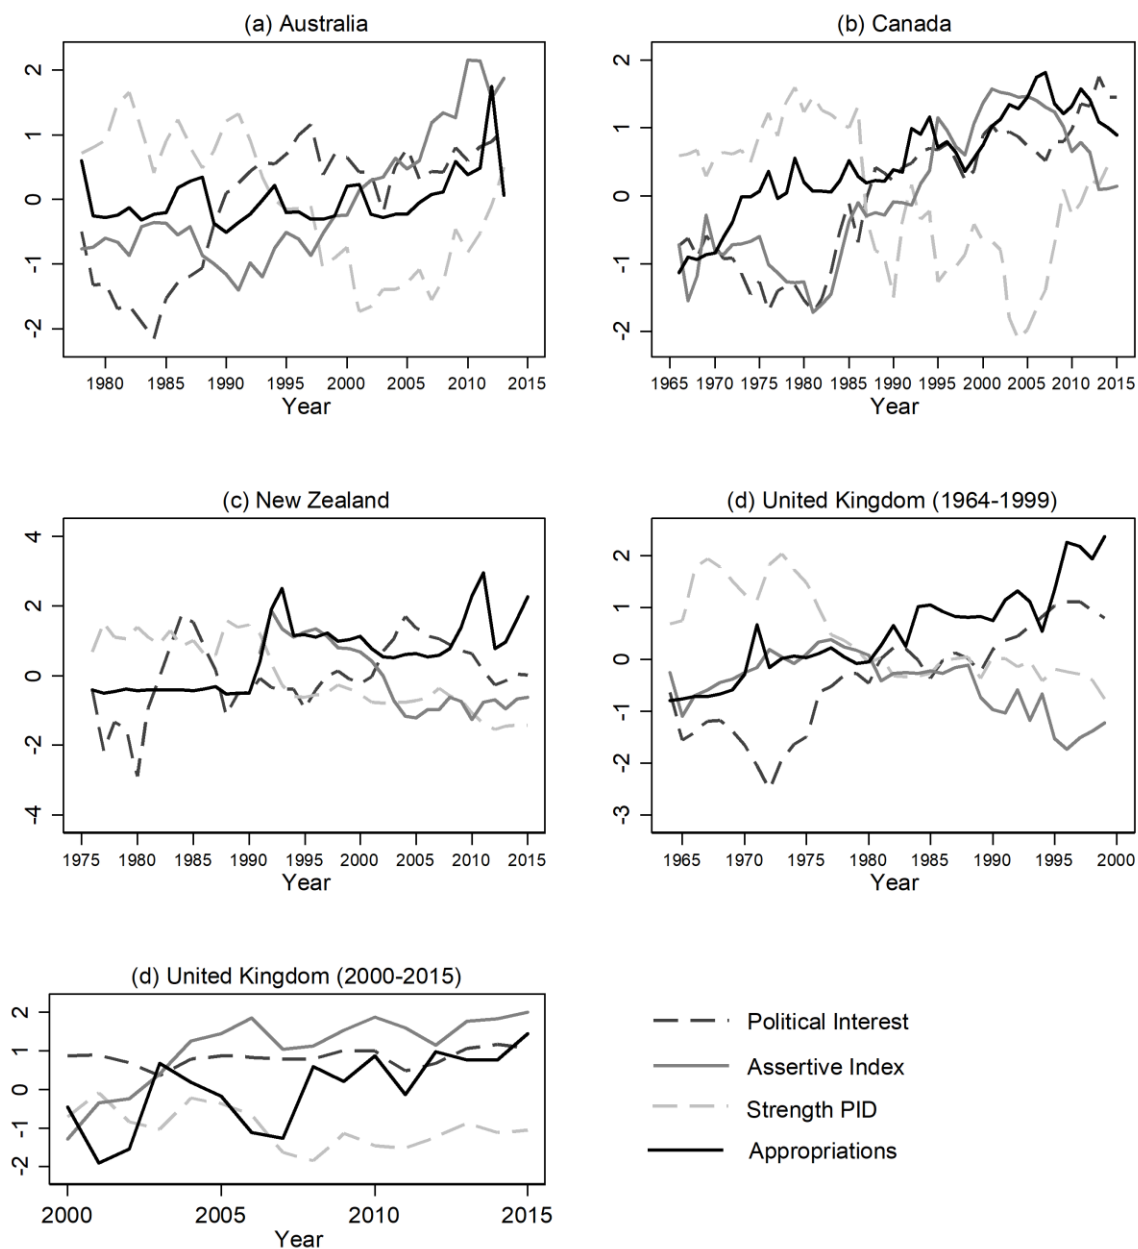 (a) Australia
2
1
0
-1
-2
1980 1985 1990 1995 2000 2005 2010 2015
Year
(b) Canada
2
1
0
-1
-2
1965 1970 1975 1980 1985 1990 1995 2000 2005 2010 2015
Year
(c) New Zealand
4
2
0
-2
-4
1975 1980 1985 1990 1995 2000 2005 2010 2015
Year
(d) United Kingdom (1964-1999)
2
1
0
-1
-2
-3
1965 1970 1975 1980 1985 1990 1995 2000
Year
(d) United Kingdom (2000-2015)
2
1
0
-1
-2
2000 2005 2010 2015
Year
Political Interest
Assertive Index
Strength PID
Appropriations